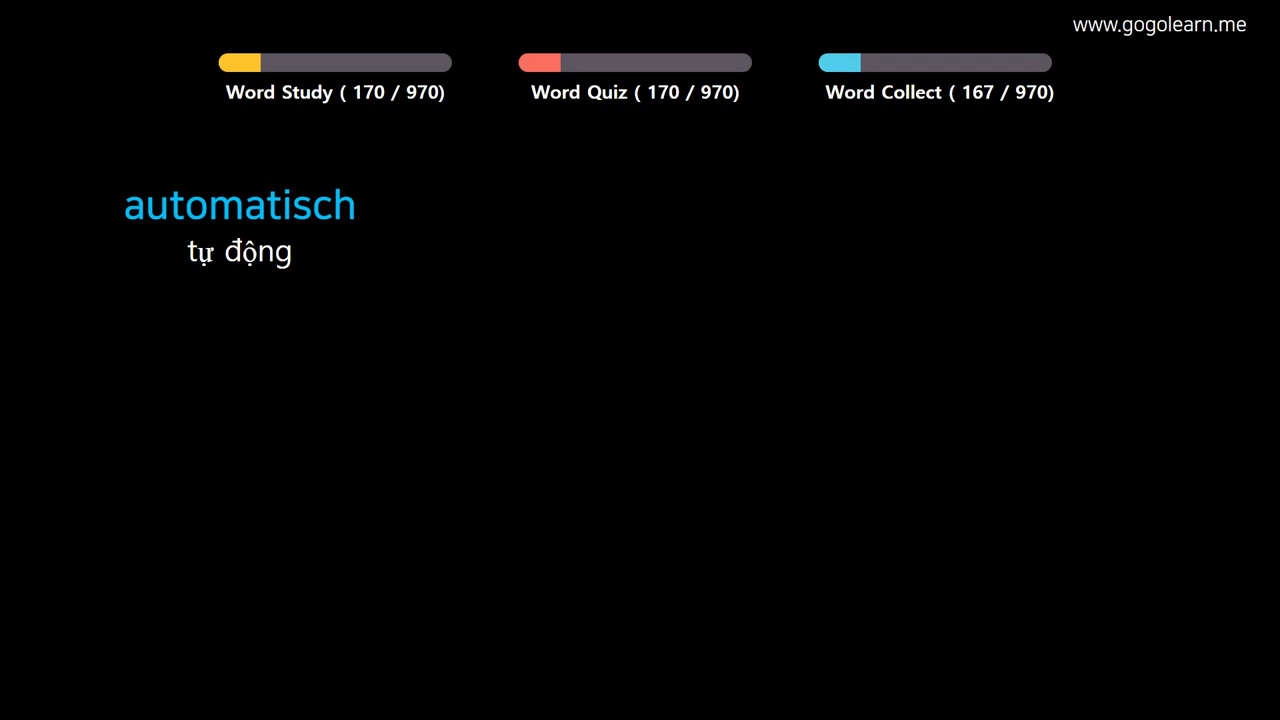 www.gogolearn.me
Word Study ( 170 / 970)
Word Quiz ( 170 / 970)
Word Collect ( 167 / 970)
automatisch
tự động